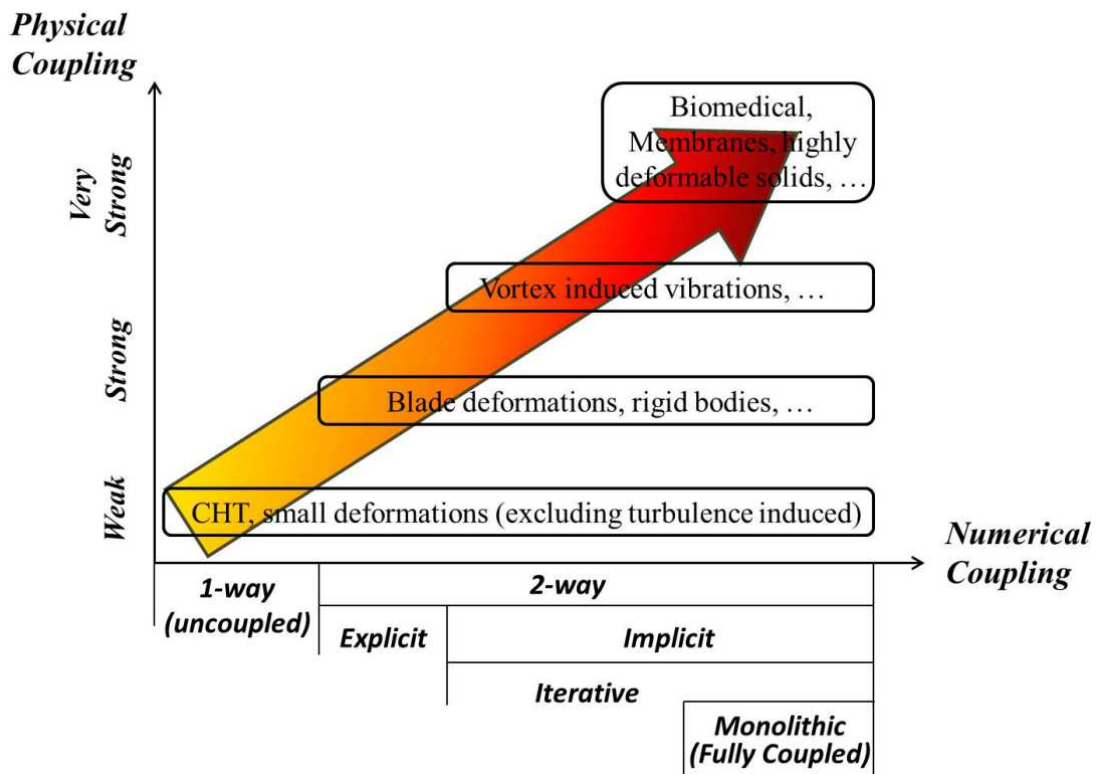 Physical
Coupling
Biomedical,
Membranes, highly
deformable solids, …
Very
Strong
Vortex induced vibrations, …
Strong
Blade deformations, rigid bodies, …
Weak
CHT, small deformations (excluding turbulence induced)
Numerical
Coupling
1-way
(uncoupled)
2-way
Explicit
Implicit
Iterative
Monolithic
(Fully Coupled)